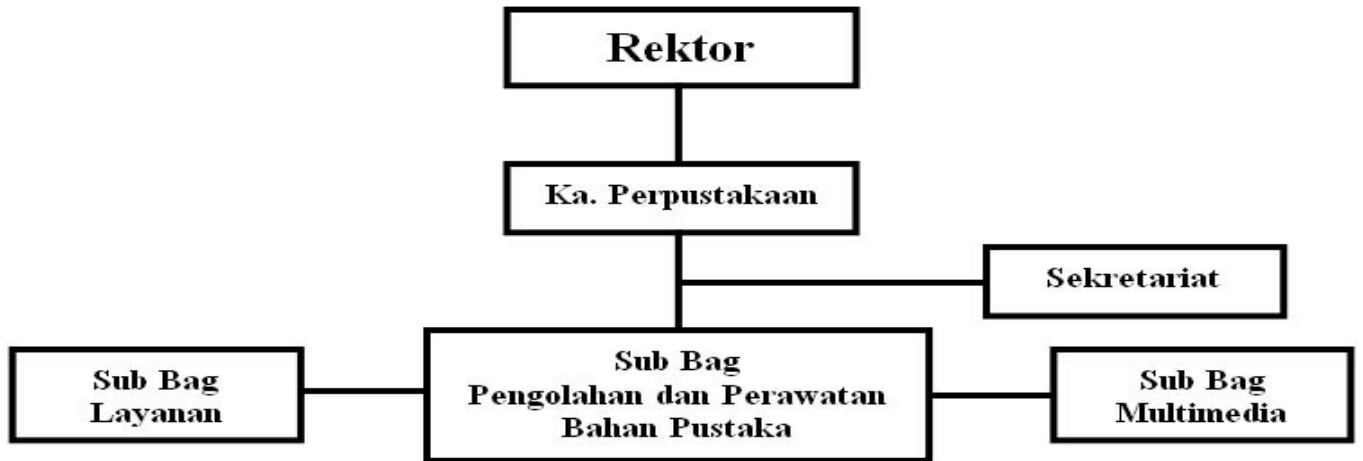 Rektor
Ka. Perpustakaan
Sekretariat
Sub Bag
Layanan
Sub Bag
Pengolahan dan Perawatan
Bahan Pustaka
Sub Bag
Multimedia